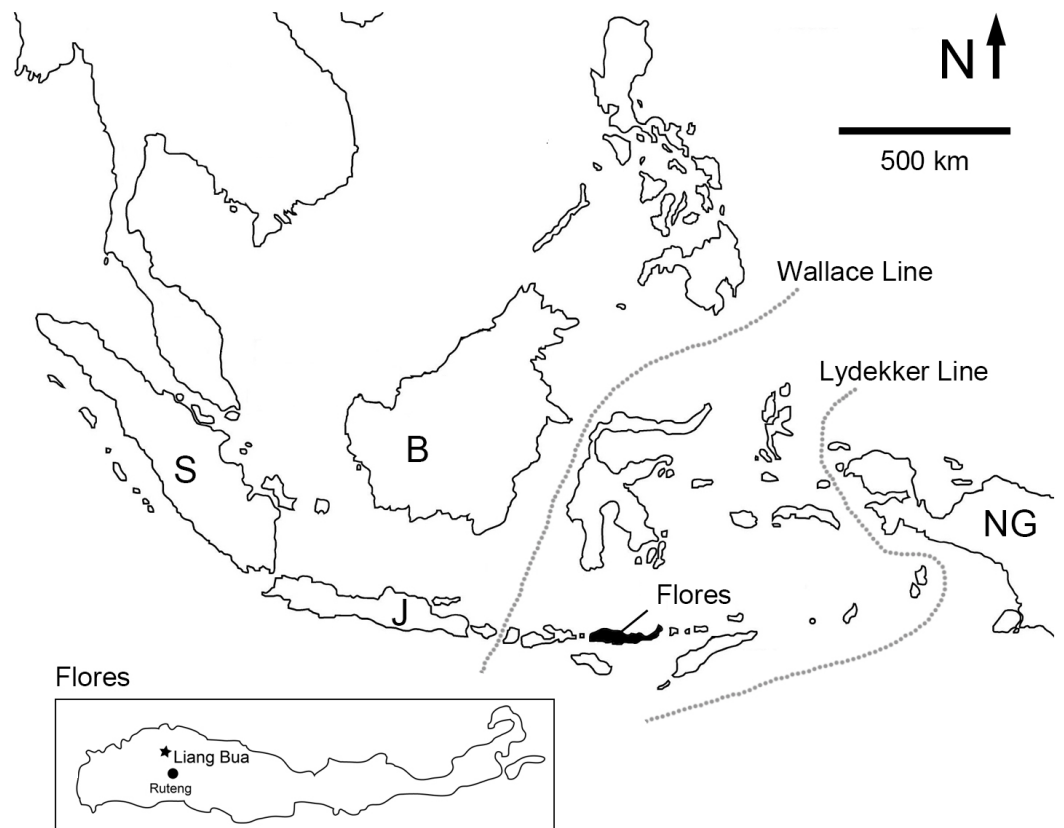 N
500 km
Wallace Line
Lydekker Line
B
S
NG
J
Flores
Flores
Liang Bua
Ruteng